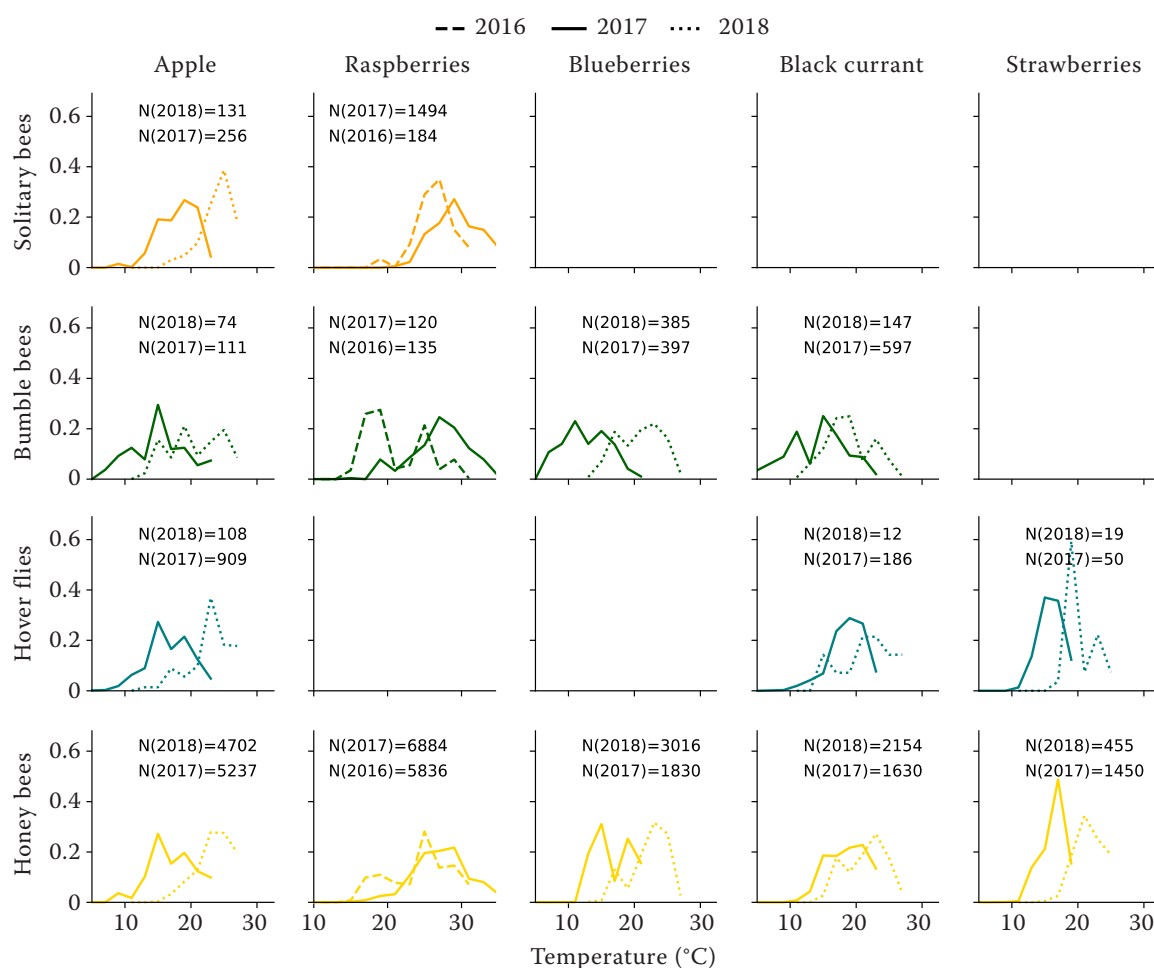 2016 2017 2018
Apple Raspberries Blueberries Black currant Strawberries
Solitary bees
0.6
0.4
0.2
0
N(2018)=131
N(2017)=256
N(2017)=1494
N(2016)=184
Bumble bees
0.6
0.4
0.2
0
N(2018)=74
N(2017)=111
N(2017)=120
N(2016)=135
N(2018)=385
N(2017)=397
N(2018)=147
N(2017)=597
Hover flies
0.6
0.4
0.2
0
N(2018)=108
N(2017)=909
N(2018)=12
N(2017)=186
N(2018)=19
N(2017)=50
Honey bees
0.6
0.4
0.2
0
N(2018)=4702
N(2017)=5237
N(2017)=6884
N(2016)=5836
N(2018)=3016
N(2017)=1830
N(2018)=2154
N(2017)=1630
N(2018)=455
N(2017)=1450
10 20 30 10 20 30 10 20 30 10 20 30 10 20 30
Temperature (°C)